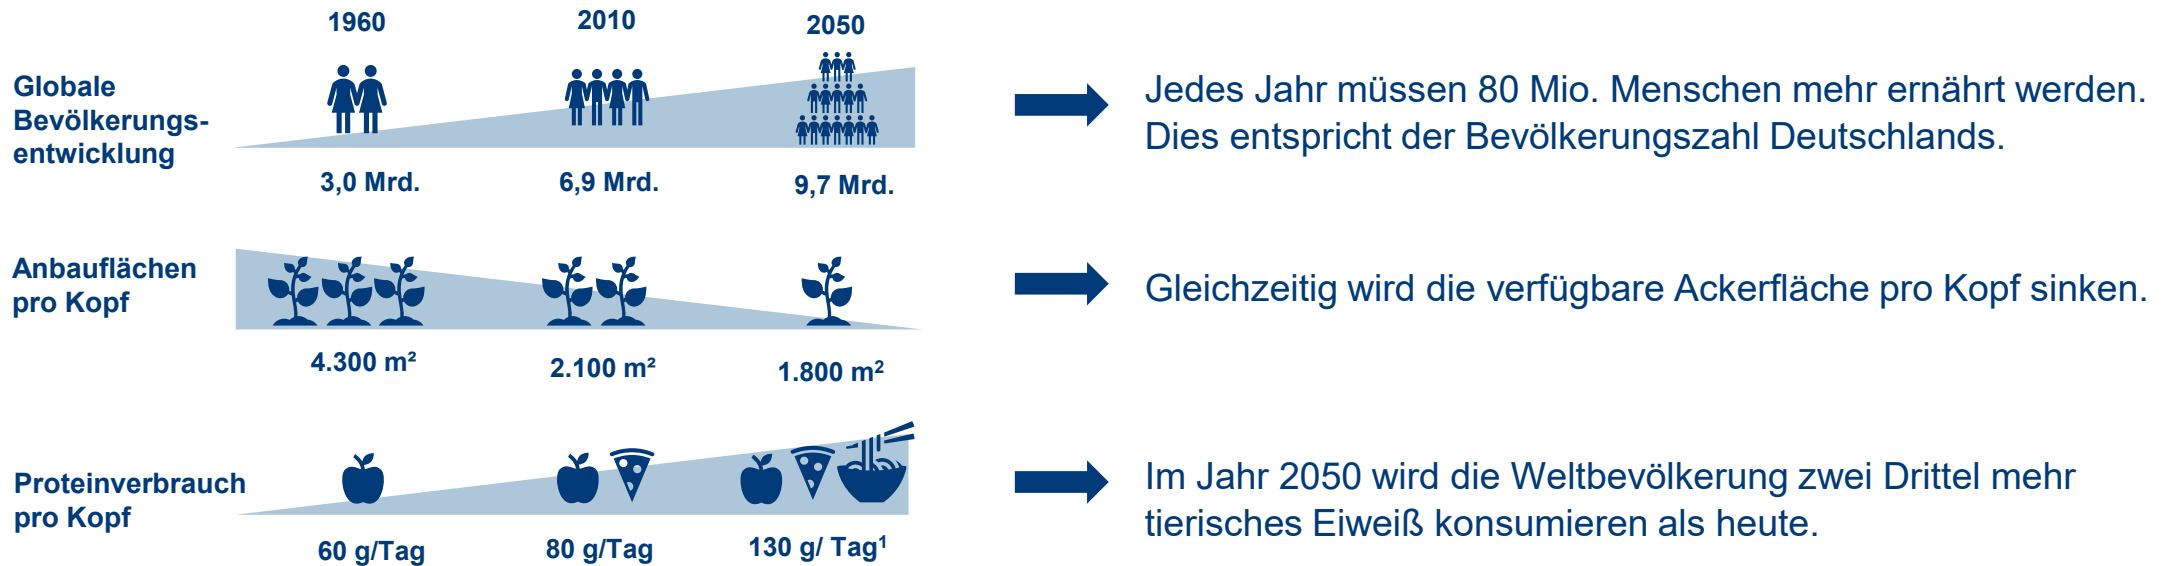 1960
2010
2050
Globale
Bevölkerungs-
entwicklung
3,0 Mrd.
6,9 Mrd.
9,7 Mrd.
Jedes Jahr müssen 80 Mio. Menschen mehr ernährt werden.
Dies entspricht der Bevölkerungszahl Deutschlands.
Anbauflächen
pro Kopf
4.300 m²
2.100 m²
1.800 m²
Gleichzeitig wird die verfügbare Ackerfläche pro Kopf sinken.
Proteinverbrauch
pro Kopf
60 g/Tag
80 g/Tag
130 g/ Tag¹
Im Jahr 2050 wird die Weltbevölkerung zwei Drittel mehr
tierisches Eiweiß konsumieren als heute.